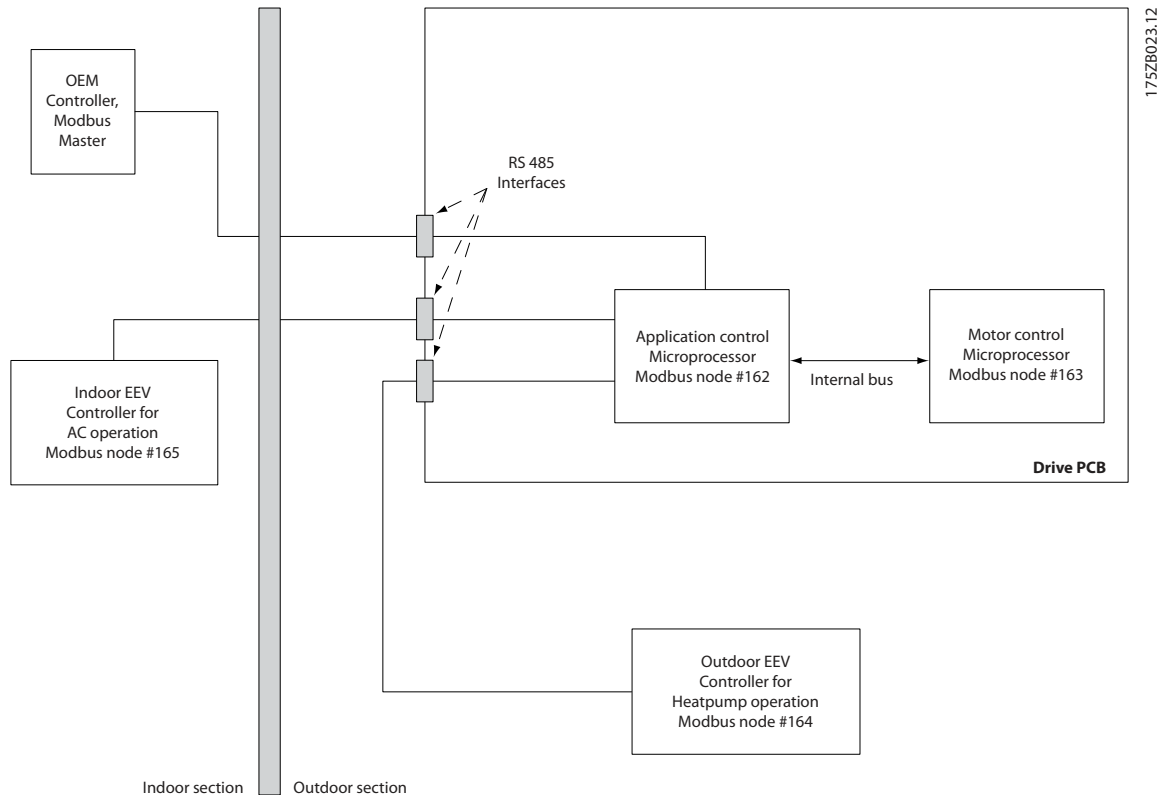 175ZB023.12
OEM
Controller,
Modbus
Master
RS 485
Interfaces
Application control
Microprocessor
Modbus node #162
Internal bus
Motor control
Microprocessor
Modbus node #163
Indoor EEV
Controller for
AC operation
Modbus node #165
Drive PCB
Outdoor EEV
Controller for
Heatpump operation
Modbus node #164
Indoor section
Outdoor section